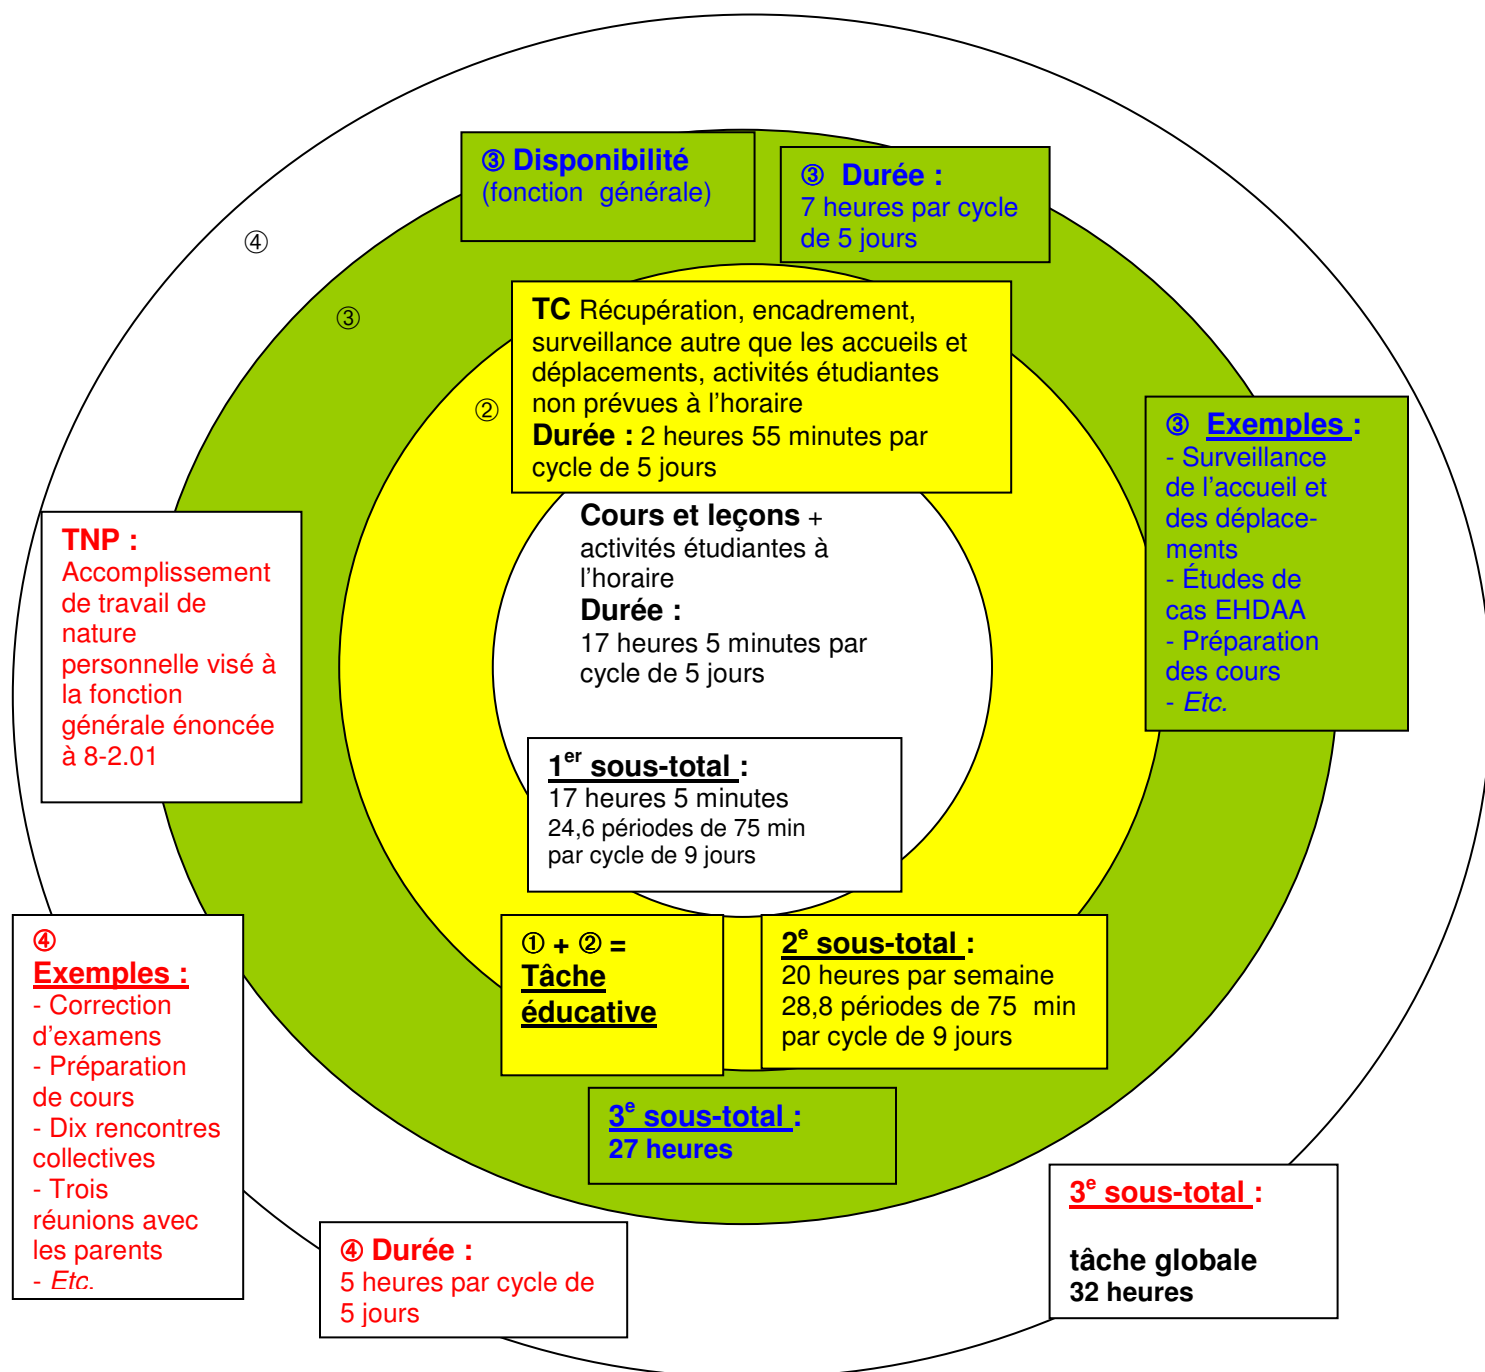 ③ Disponibilité
(fonction générale)
③ Durée :
7 heures par cycle
de 5 jours
④
③
②
TC Récupération, encadrement,
surveillance autre que les accueils et
déplacements, activités étudiantes
non prévues à l’horaire
Durée : 2 heures 55 minutes par
cycle de 5 jours
③ Exemples :
- Surveillance
de l’accueil et
des déplace-
ments
- Études de
cas EHDAA
- Préparation
des cours
- Etc.
Cours et leçons +
activités étudiantes à
l’horaire
Durée :
17 heures 5 minutes par
cycle de 5 jours
TNP :
Accomplissement
de travail de
nature
personnelle visé à
la fonction
générale énoncée
à 8-2.01
1er sous-total :
17 heures 5 minutes
24,6 périodes de 75 min
par cycle de 9 jours
④
Exemples :
- Correction
d’examens
- Préparation
de cours
- Dix rencontres
collectives
- Trois
réunions avec
les parents
- Etc.
① + ② =
Tâche
éducative
2e sous-total :
20 heures par semaine
28,8 périodes de 75 min
par cycle de 9 jours
3e sous-total :
27 heures
④ Durée :
5 heures par cycle de
5 jours
3e sous-total :
tâche globale
32 heures